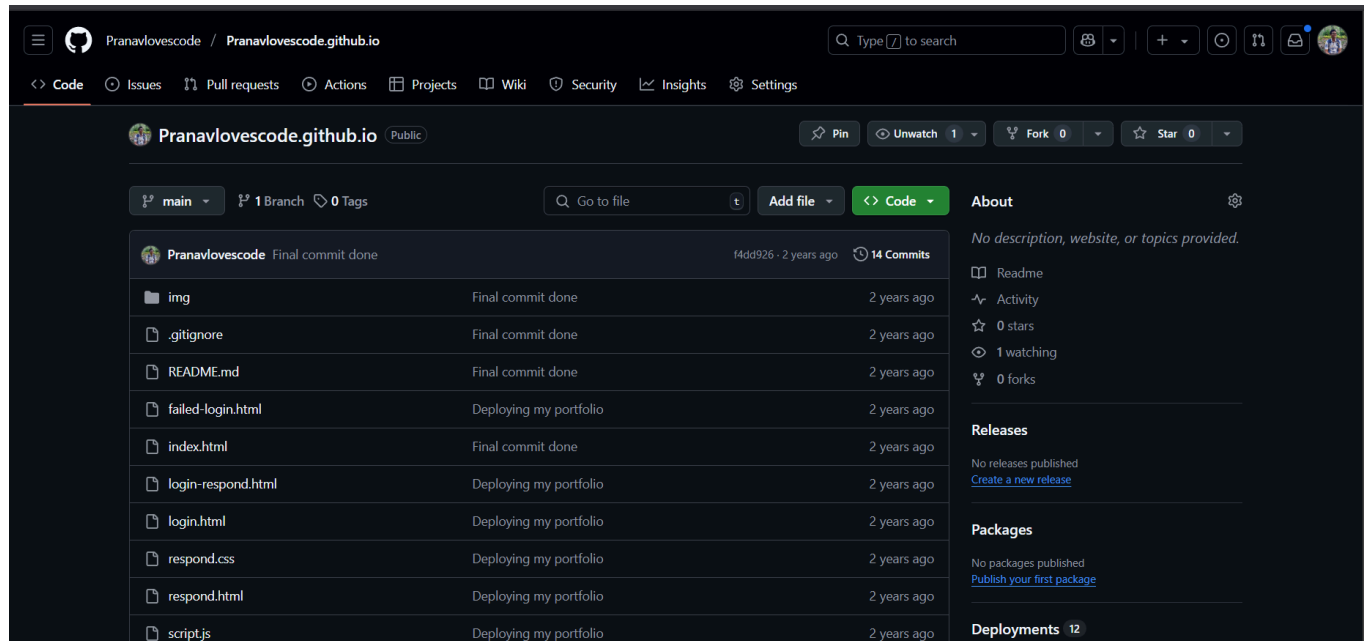 Pranavlovescode / Pranavlovescode.github.io
Type / to search
Code Issues Pull requests Actions Projects Wiki Security Insights Settings
Pranavlovescode.github.io Public
Pin Unwatch 1 Fork 0 Star 0
main 1 Branch 0 Tags Go to file t Add file Code
Pranavlovescode Final commit done f4dd926 · 2 years ago 14 Commits
img Final commit done 2 years ago
.gitignore Final commit done 2 years ago
README.md Final commit done 2 years ago
failed-login.html Deploying my portfolio 2 years ago
index.html Final commit done 2 years ago
login-respond.html Deploying my portfolio 2 years ago
login.html Deploying my portfolio 2 years ago
respond.css Deploying my portfolio 2 years ago
respond.html Deploying my portfolio 2 years ago
script.js Deploying my portfolio 2 years ago
About
No description, website, or topics provided.
Readme
Activity
0 stars
1 watching
0 forks
Releases
No releases published
Create a new release
Packages
No packages published
Publish your first package
Deployments 12